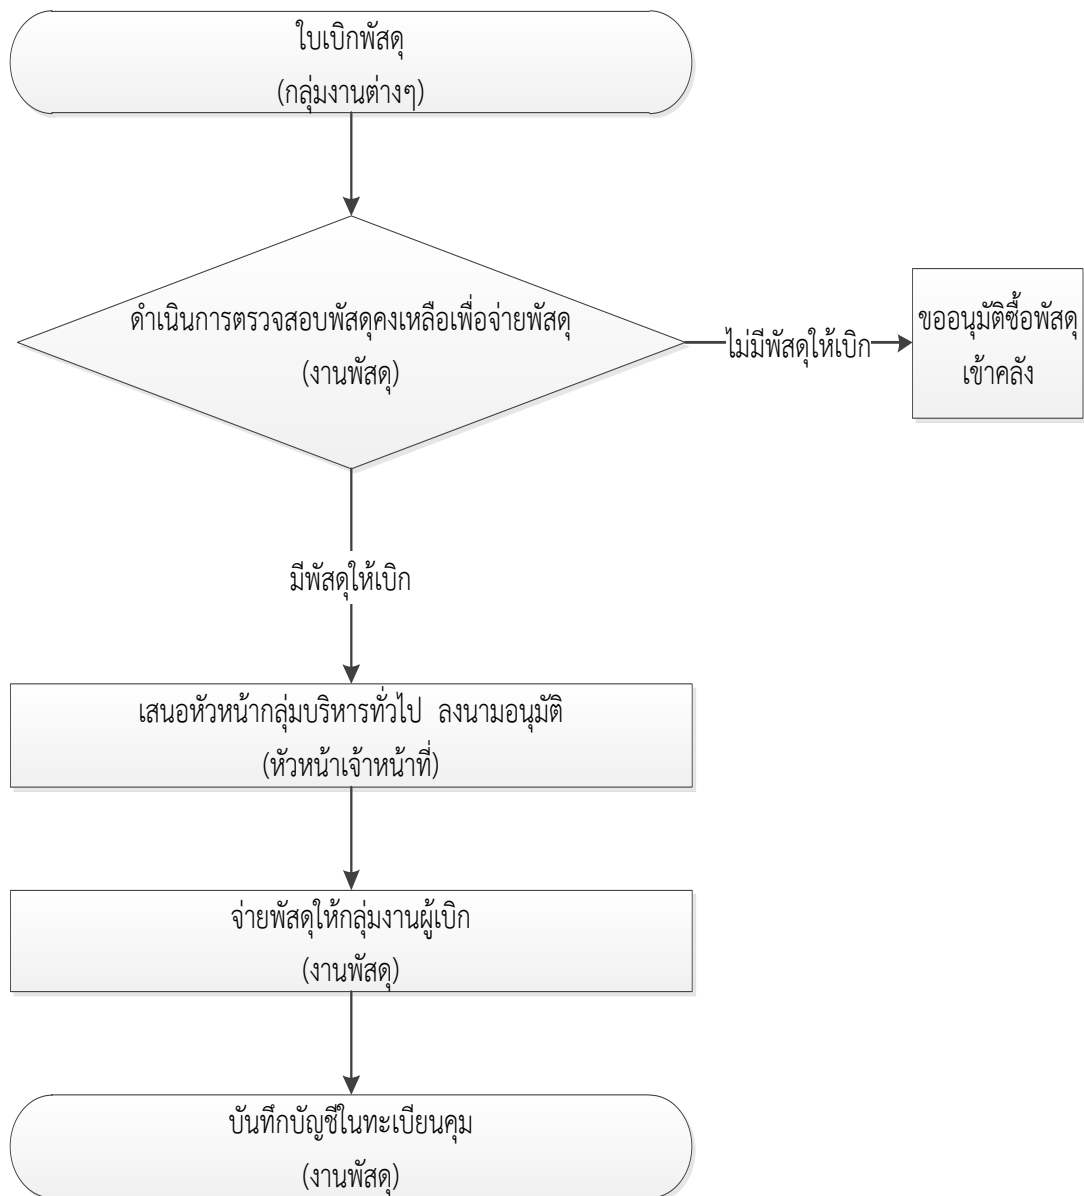 ใบเบิกพัสดุ
(กลุ่มงานต่างๆ)
ดำเนินการตรวจสอบพัสดุคงเหลือเพื่อจ่ายพัสดุ
(งานพัสดุ)
ไม่มีพัสดุให้เบิก
ขออนุมัติซื้อพัสดุ
เข้าคลัง
มีพัสดุให้เบิก
เสนอหัวหน้ากลุ่มบริหารทั่วไป ลงนามอนุมัติ
(หัวหน้าเจ้าหน้าที่)
จ่ายพัสดุให้กลุ่มงานผู้เบิก
(งานพัสดุ)
บันทึกบัญชีในทะเบียนคุม
(งานพัสดุ)